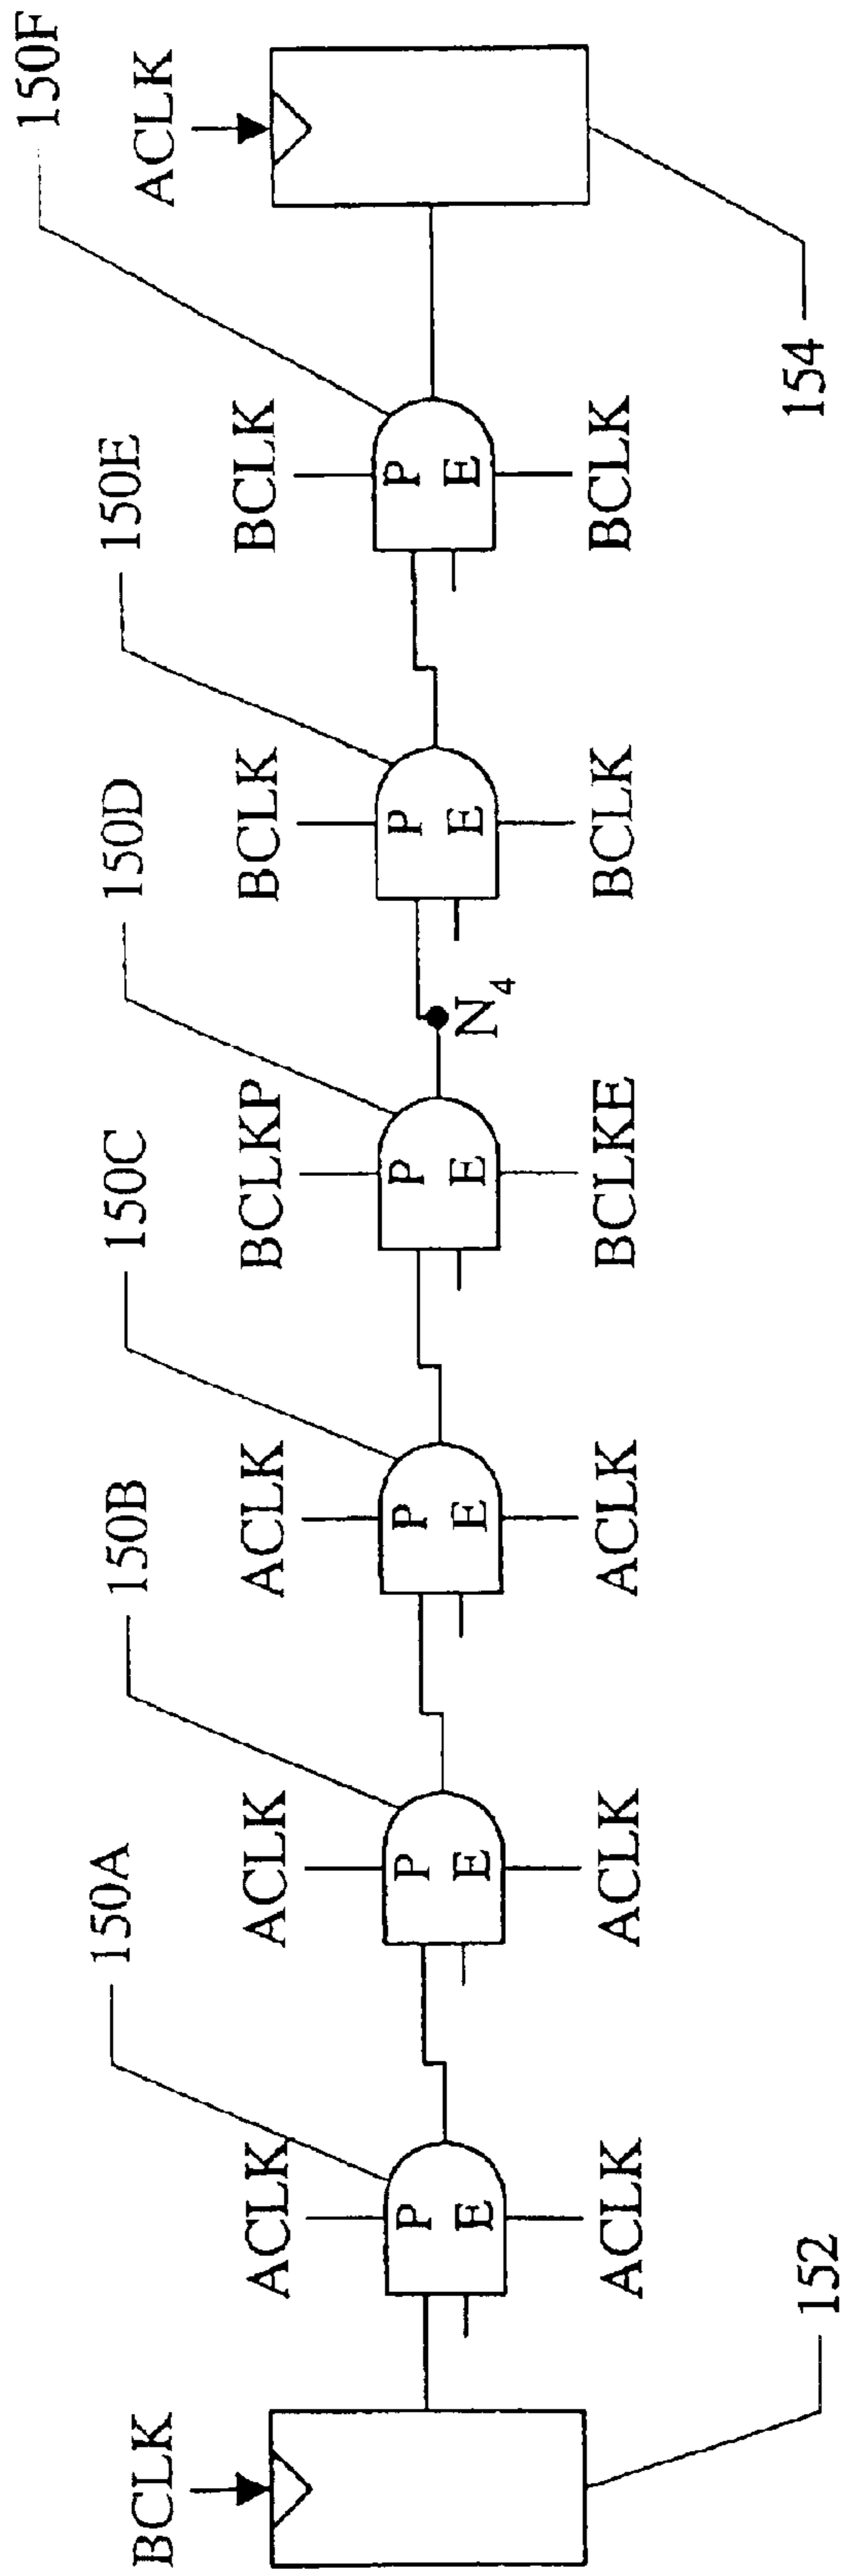 150F
150A
150B
150C
150D
150E
BCLK
ACLK
ACLK
ACLK
ACLK
BCLKP
BCLK
BCLK
P
P
P
P
P
P
E
E
E
E
E
E
N4
ACLK
ACLK
ACLK
BCLKE
BCLK
BCLK
152
154